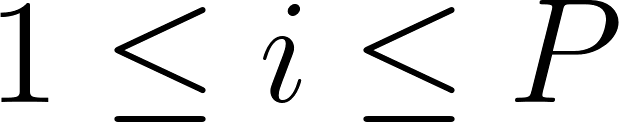 1 ≤ i ≤ P